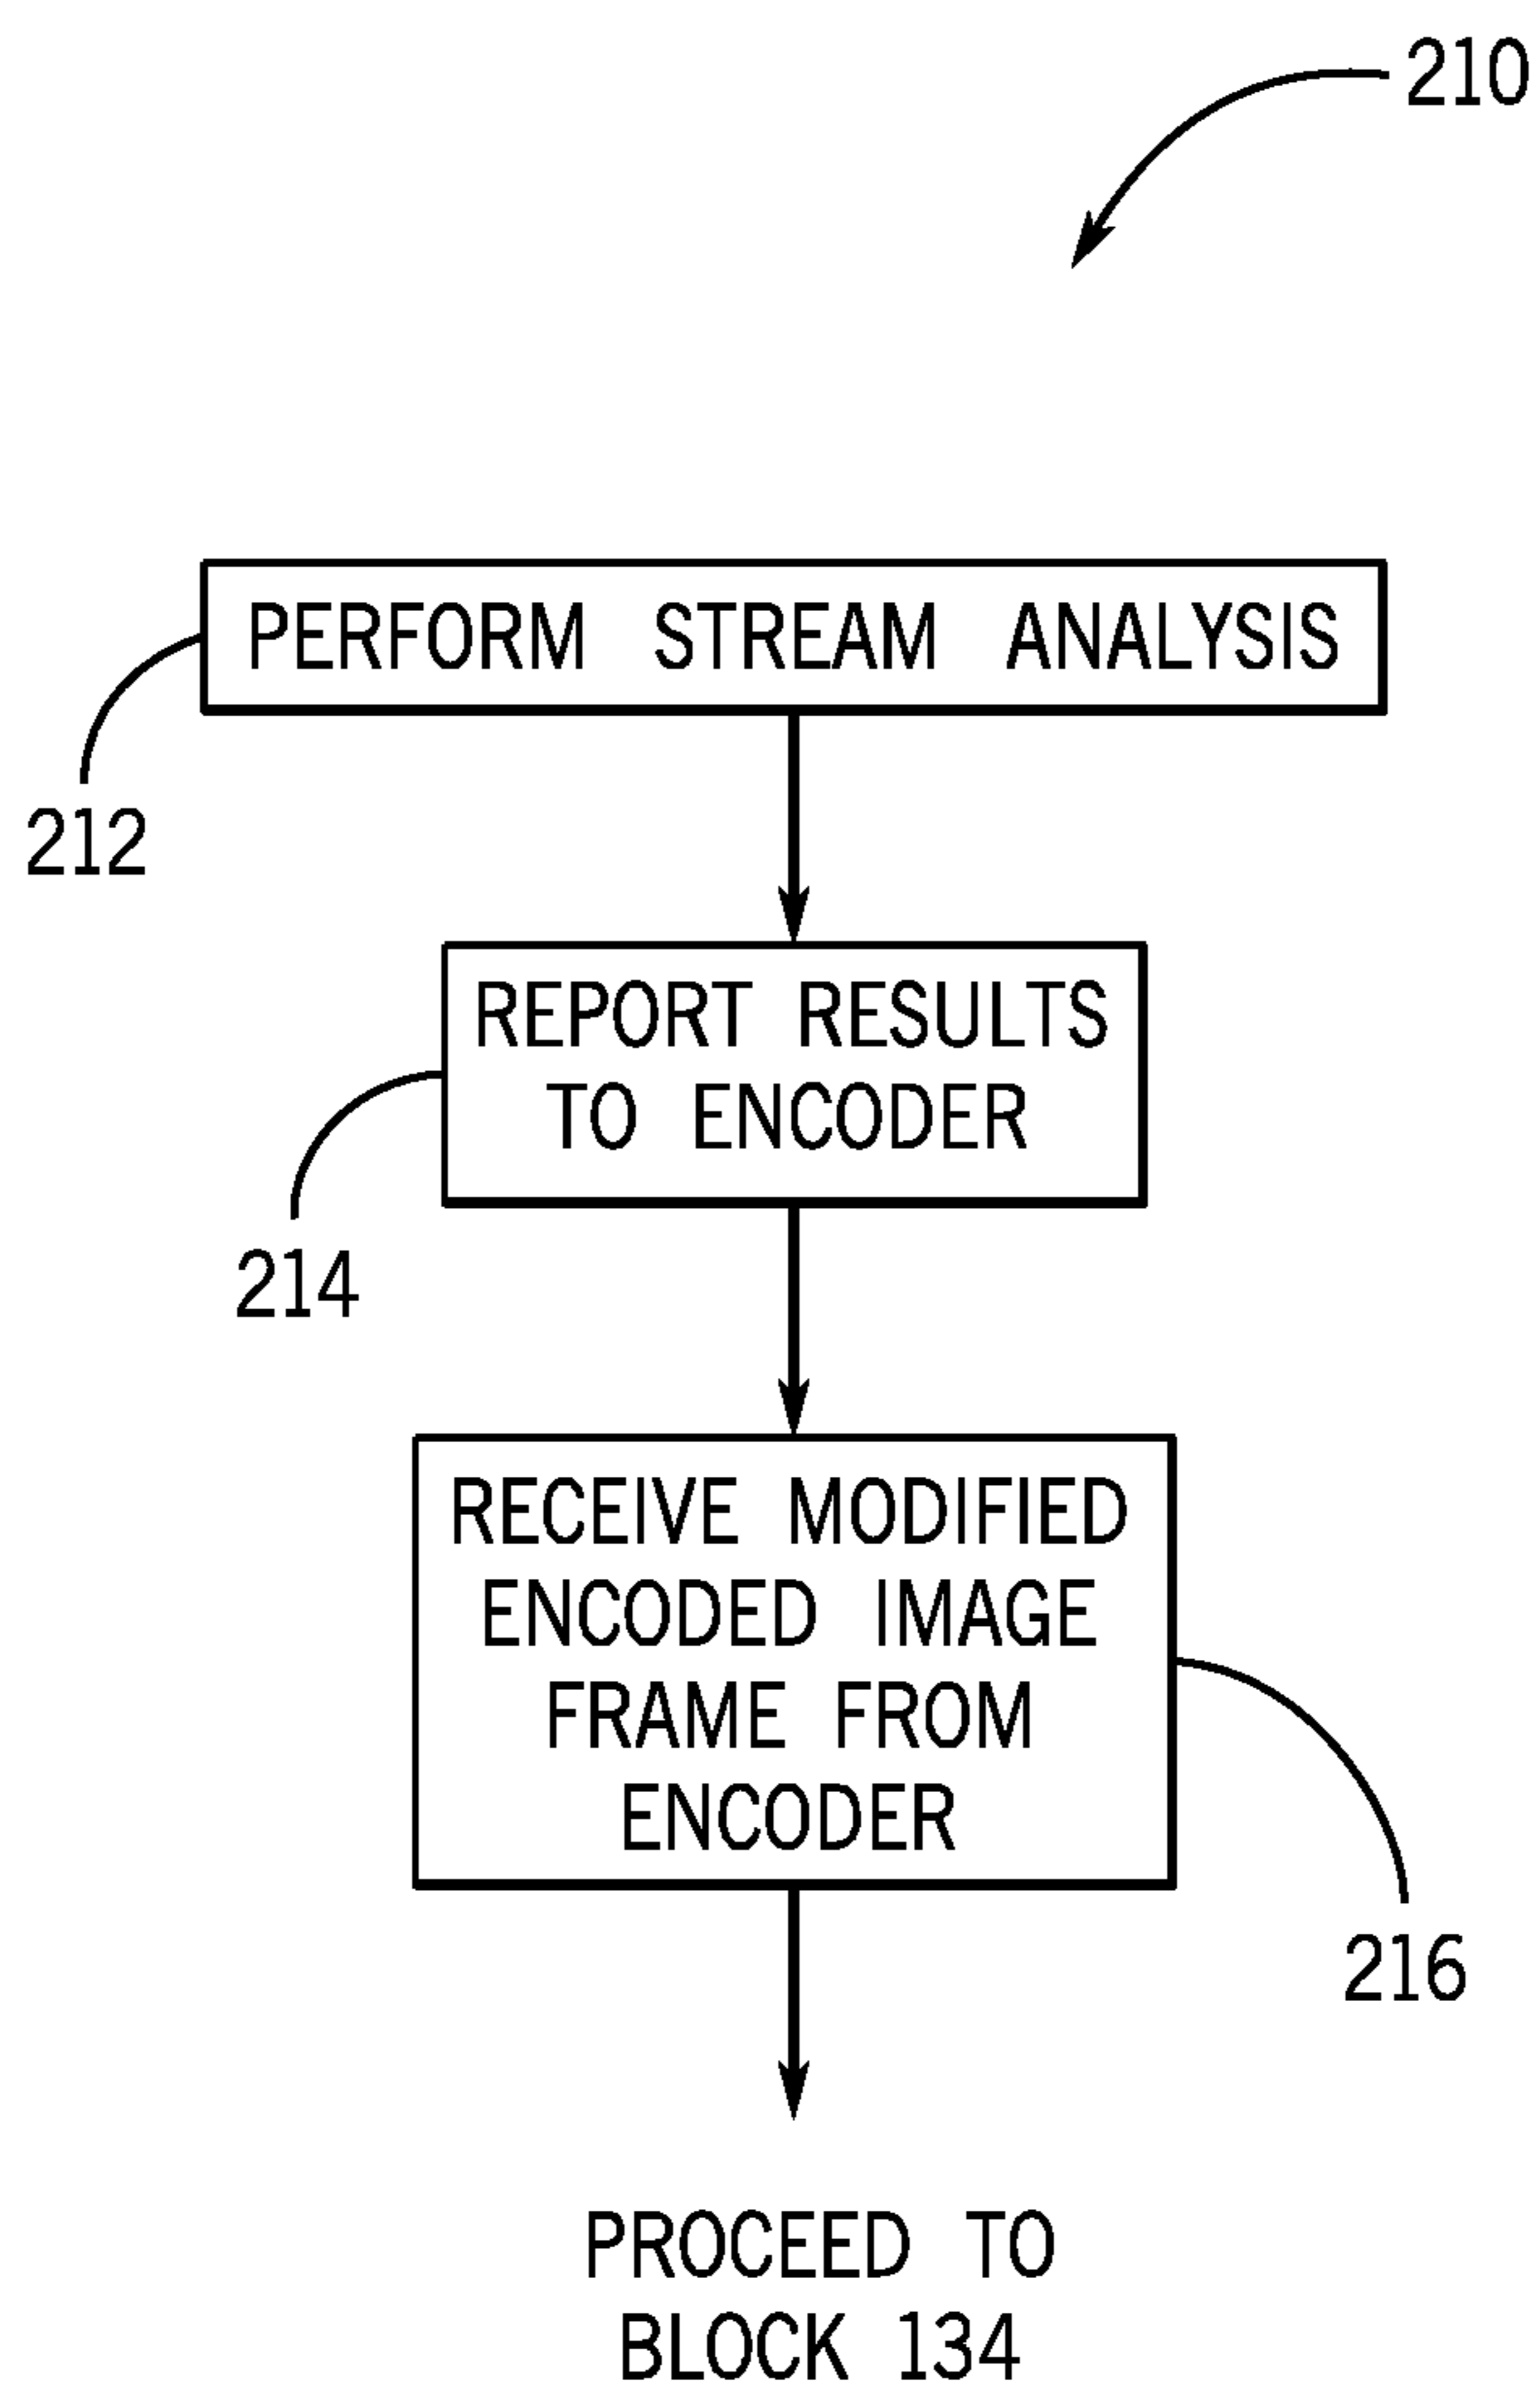 210
PERFORM STREAM ANALYSIS
212
REPORT RESULTS
TO ENCODER
214
RECEIVE MODIFIED
ENCODED IMAGE
FRAME FROM
ENCODER
216
PROCEED TO
BLOCK 134